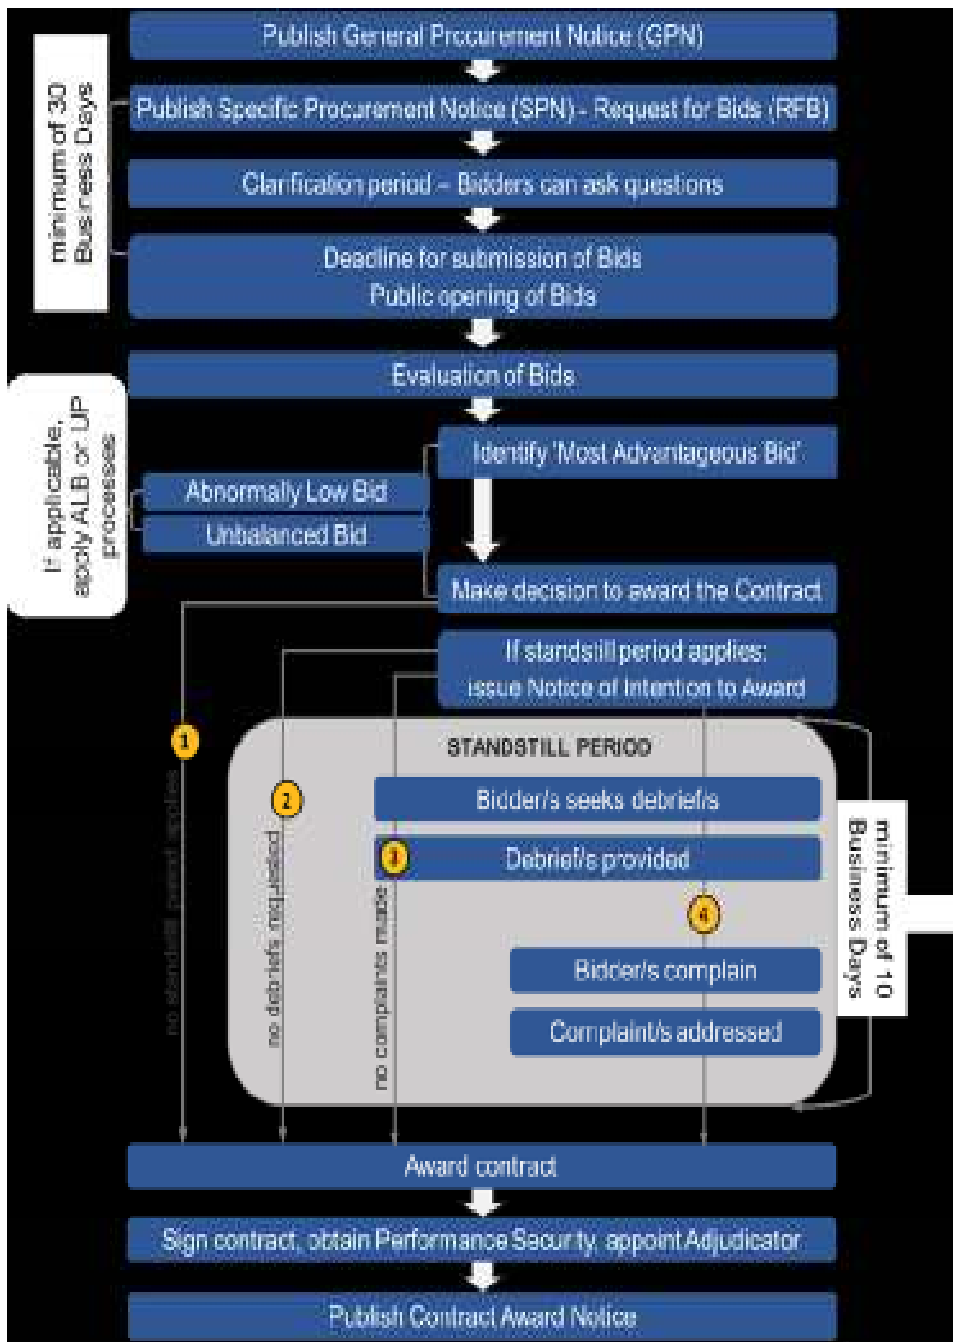 Publish General Procurement Notice (GPN)
minimum of 30
Business Days
Publish Specific Procurement Notice (SPN) - Request for Bids (RFB)
Clarification period – Bidders can ask questions
Deadline for submission of Bids
Public opening of Bids
Evaluation of Bids
If applicable,
apply ALB or UP
processes
Identify 'Most Advantageous Bid'.
Abnormally Low Bid
Unbalanced Bid
Make decision to award the Contract
If standstill period applies:
issue Notice of Intention to Award
1
no standstill period applies
STANDSTILL PERIOD
2
no debriefs requested
Bidder/s seeks debrief/s
3
Debrief/s provided
no complaints made
4
Bidder/s complain
Complaint/s addressed
minimum of 10
Business Days
Award contract
Sign contract, obtain Performance Security, appoint Adjudicator
Publish Contract Award Notice